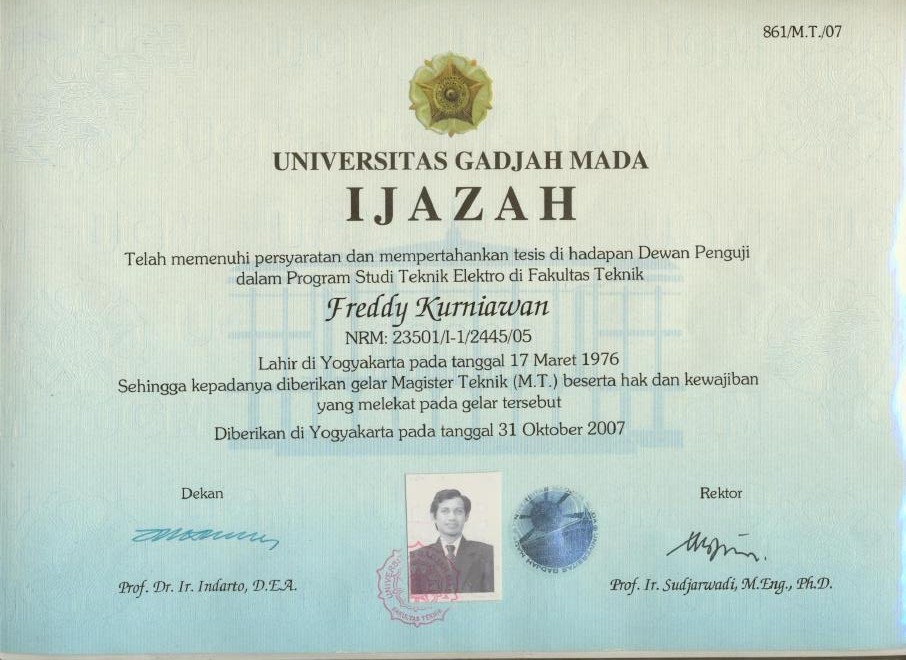 861/M.T./07
UNIVERSITAS GADJAH MADA
IJAZAH
Telah memenuhi persyaratan dan mempertahankan tesis di hadapan Dewan Penguji
dalam Program Studi Teknik Elektro di Fakultas Teknik
Freddy Kurniawan
NRM: 23501/I-1/2445/05
Lahir di Yogyakarta pada tanggal 17 Maret 1976
Sehingga kepadanya diberikan gelar Magister Teknik (M.T.) beserta hak dan kewajiban
yang melekat pada gelar tersebut
Diberikan di Yogyakarta pada tanggal 31 Oktober 2007
Dekan
Rektor
Prof. Dr. Ir. Indarto, D.E.A.
Prof. Ir. Sudjarwadi, M.Eng., Ph.D.
FAKULTAS TEKNIK